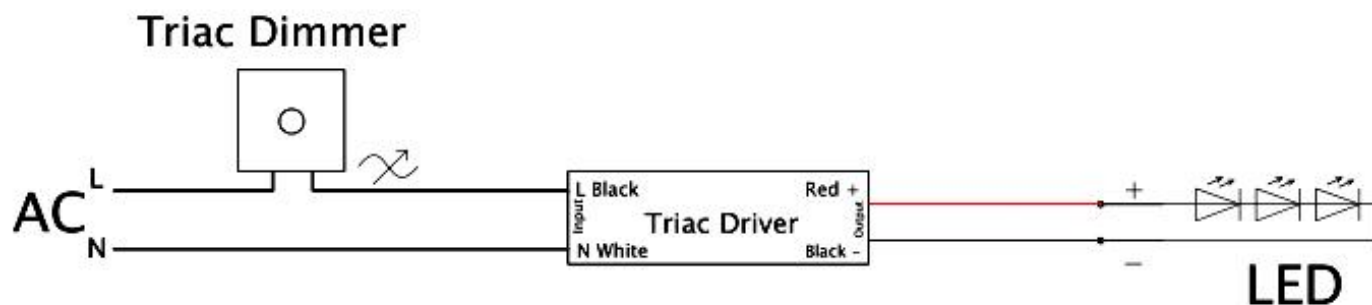 Triac Dimmer
AC
L
N
L Black
N White
Input
Triac Driver
Red +
Black -
Output
+
−
LED